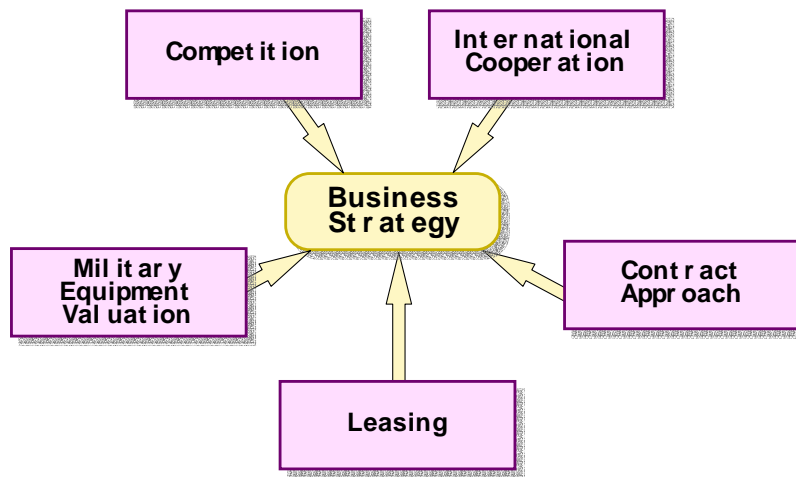 Competition
International
Cooperation
Business
Strategy
Military
Equipment
Valuation
Contract
Approach
Leasing